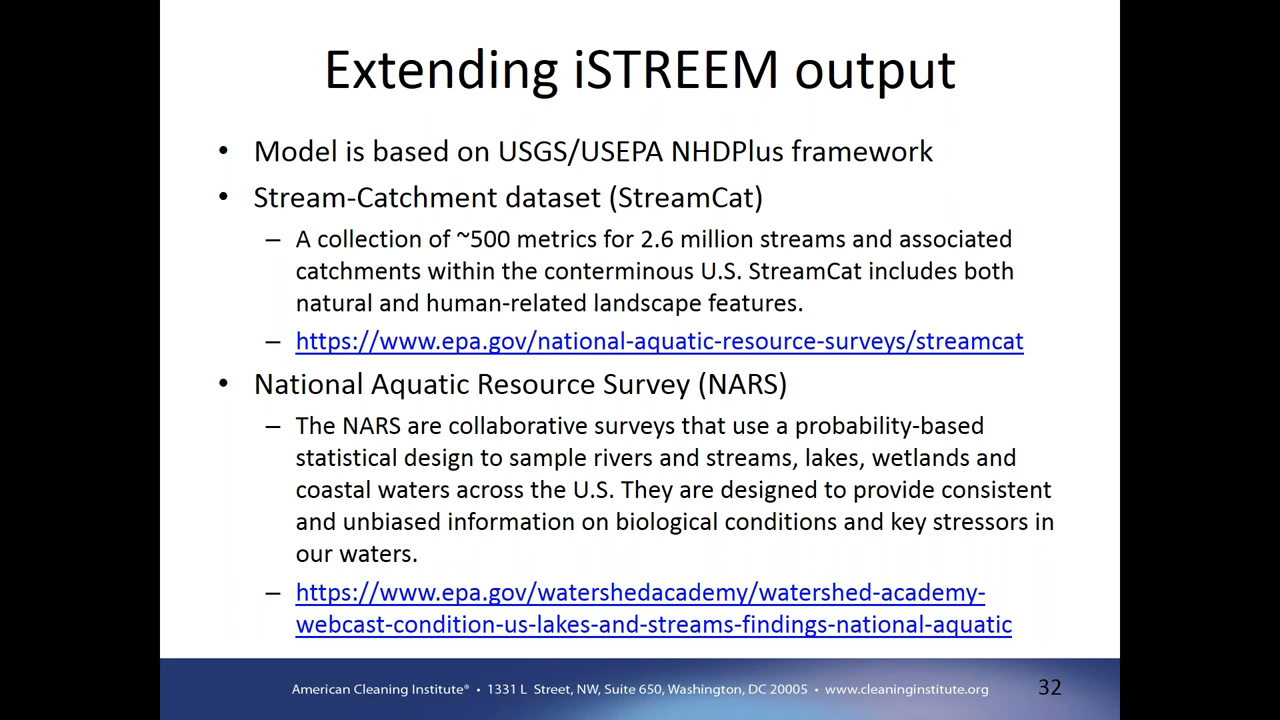 Extending iSTREEM output
• Model is based on USGS/USEPA NHDPlus framework
• Stream-Catchment dataset (StreamCat)
– A collection of ~500 metrics for 2.6 million streams and associated
catchments within the conterminous U.S. StreamCat includes both
natural and human-related landscape features.
– https://www.epa.gov/national-aquatic-resource-surveys/streamcat
• National Aquatic Resource Survey (NARS)
– The NARS are collaborative surveys that use a probability-based
statistical design to sample rivers and streams, lakes, wetlands and
coastal waters across the U.S. They are designed to provide consistent
and unbiased information on biological conditions and key stressors in
our waters.
– https://www.epa.gov/watershedacademy/watershed-academy-
webcast-condition-us-lakes-and-streams-findings-national-aquatic
American Cleaning Institute® • 1331 L Street, NW, Suite 650, Washington, DC 20005 • www.cleaninginstitute.org 32